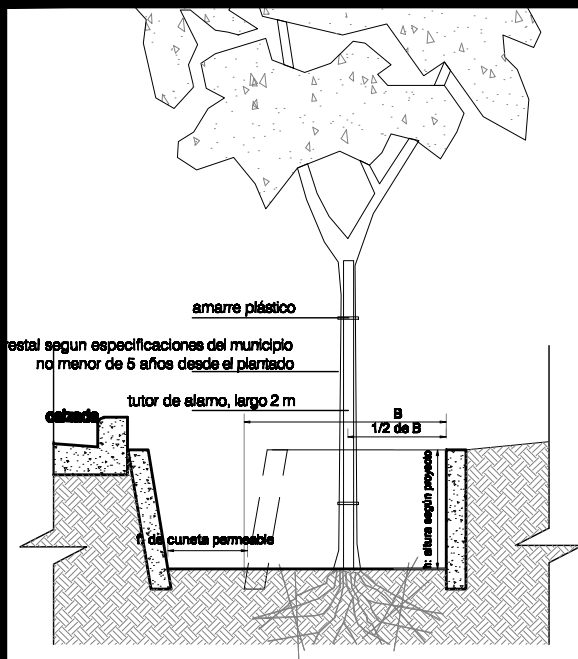 amarre plástico
restal segun especificaciones del municipio
no menor de 5 años desde el plantado
tutor de alamo, largo 2 m
B
1/2 de B
calzada
h: altura según proyecto
f. de cuneta permeable